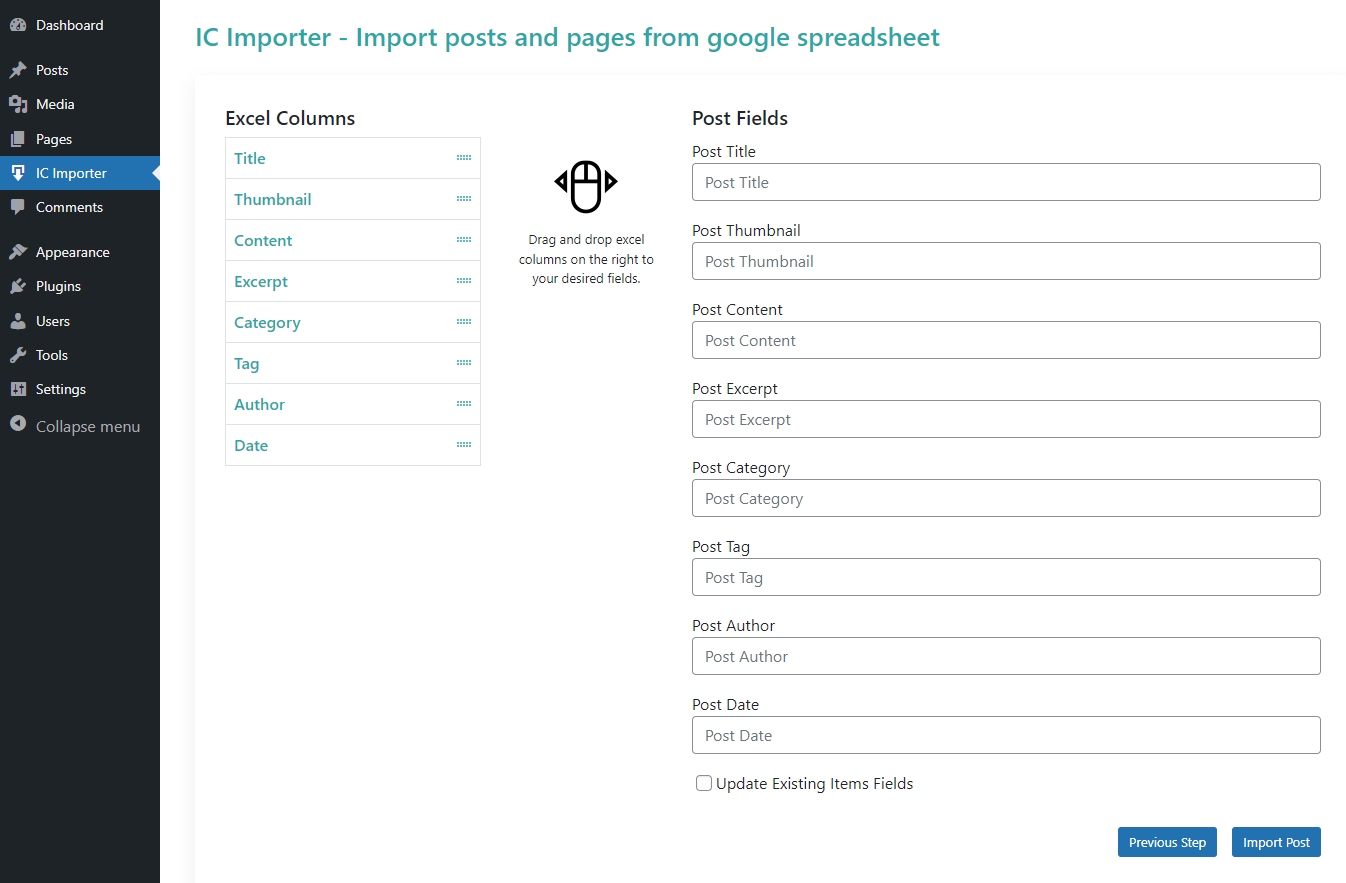 Dashboard
Posts
Media
Pages
IC Importer
Comments
Appearance
Plugins
Users
Tools
Settings
Collapse menu
IC Importer - Import posts and pages from google spreadsheet
Excel Columns
Title
Thumbnail
Content
Excerpt
Category
Tag
Author
Date
Drag and drop excel
columns on the right to
your desired fields.
Post Fields
Post Title
Post Title
Post Thumbnail
Post Thumbnail
Post Content
Post Content
Post Excerpt
Post Excerpt
Post Category
Post Category
Post Tag
Post Tag
Post Author
Post Author
Post Date
Post Date
Update Existing Items Fields
Previous Step
Import Post